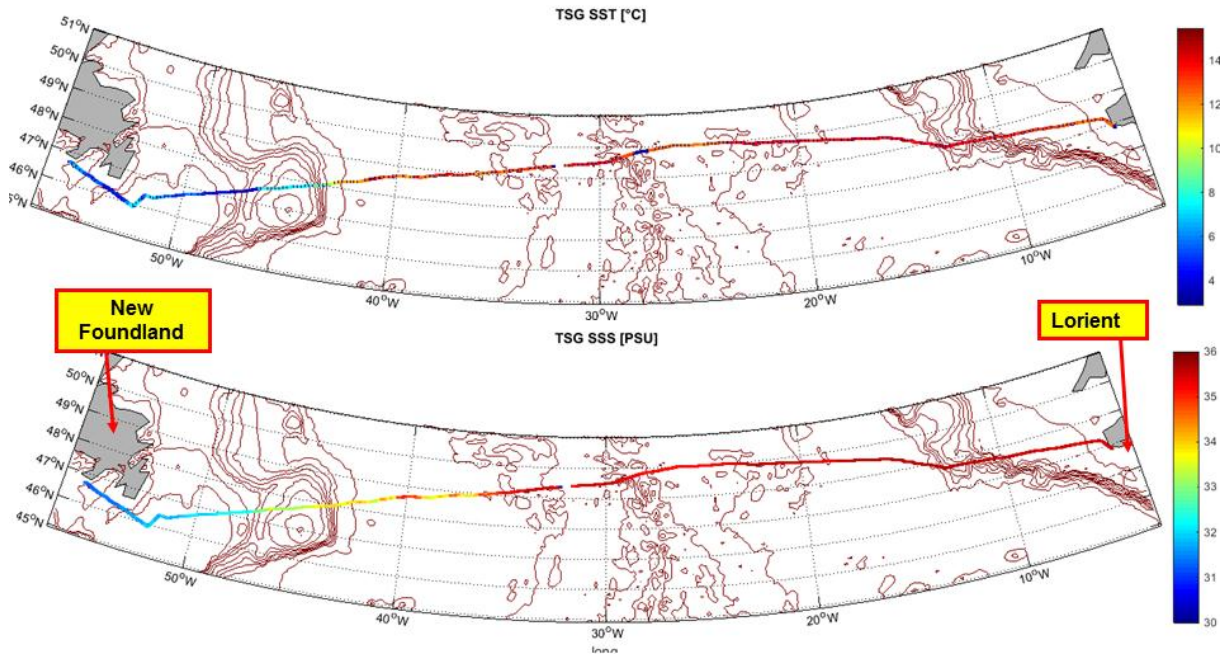 TSG SST [°C]
51°N
50°N
49°N
48°N
47°N
46°N
5°N
50°W
40°W
30°W
20°W
10°W
14
12
10
8
6
4
New
Foundland
Lorient
TSG SSS [PSU]
50°N
49°N
48°N
47°N
46°N
45°N
50°W
40°W
30°W
20°W
10°W
36
35
34
33
32
31
30
long